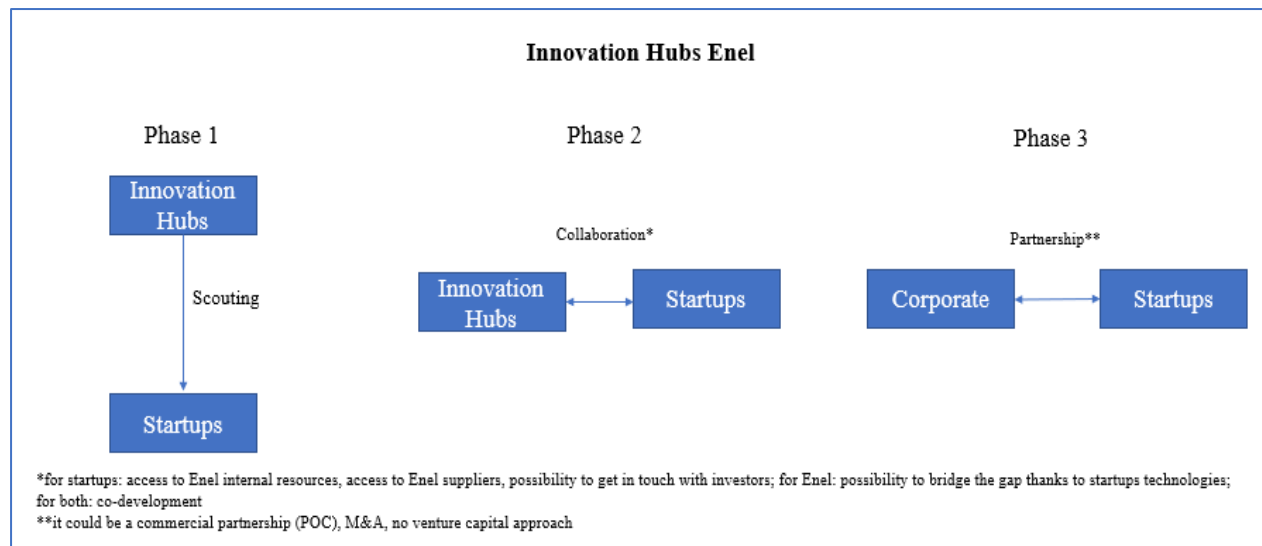 Innovation Hubs Enel
Phase 1
Innovation
Hubs
Scouting
Startups
Phase 2
Collaboration*
Innovation
Hubs
Startups
Phase 3
Partnership**
Corporate
Startups
*for startups: access to Enel internal resources, access to Enel suppliers, possibility to get in touch with investors; for Enel: possibility to bridge the gap thanks to startups technologies;
for both: co-development
**it could be a commercial partnership (POC), M&A, no venture capital approach